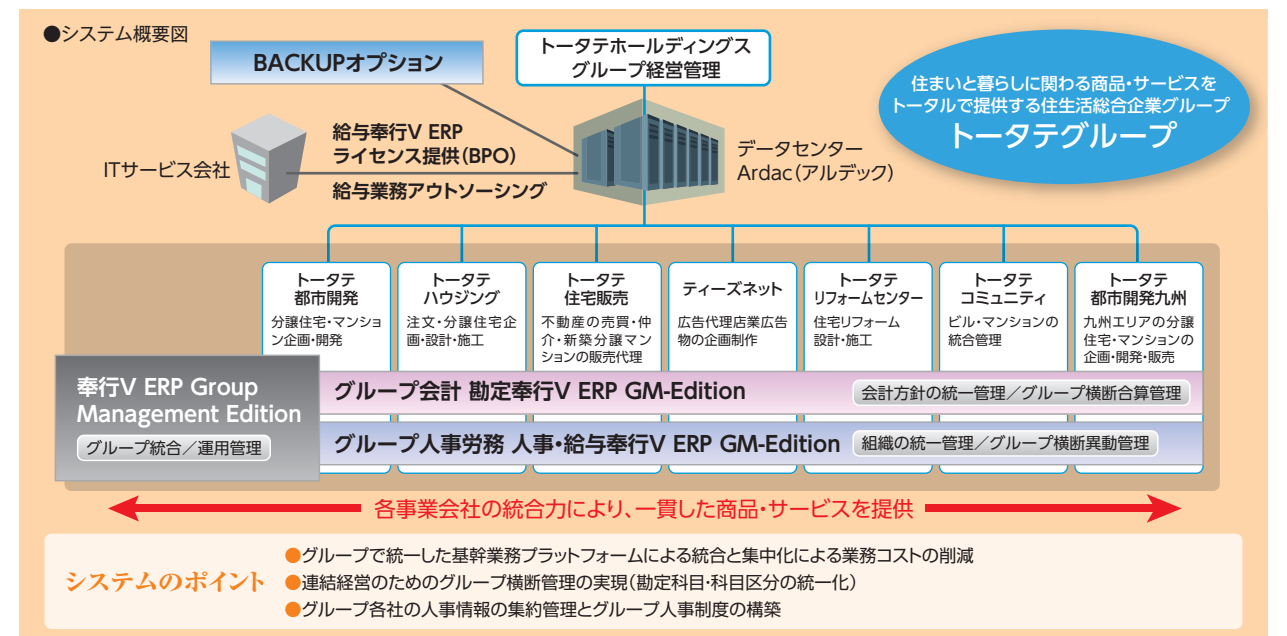 ●システム概要図
BACKUPオプション
トータテホールディングス
グループ経営管理
住まいと暮らしに関わる商品・サービスを
トータルで提供する住生活総合企業グループ
トータテグループ
ITサービス会社
給与奉行V ERP
ライセンス提供(BPO)
給与業務アウトソーシング
データセンター
Ardac(アルデック)
トータテ
都市開発
分譲住宅・マンショ
ン企画・開発
トータテ
ハウジング
注文・分譲住宅企
画・設計・施工
トータテ
住宅販売
不動産の売買・仲
介・新築分譲マン
ションの販売代理
ティーズネット
広告代理店業広告
物の企画制作
トータテ
リフォームセンター
住宅リフォーム
設計・施工
トータテ
コミュニティ
ビル・マンションの
統合管理
トータテ
都市開発九州
九州エリアの分譲
住宅・マンションの
企画・開発・販売
奉行V ERP Group
Management Edition
グループ統合／運用管理
グループ会計 勘定奉行V ERP GM-Edition
会計方針の統一管理／グループ横断合算管理
グループ人事労務 人事・給与奉行V ERP GM-Edition
組織の統一管理／グループ横断異動管理
各事業会社の統合力により、一貫した商品・サービスを提供
システムのポイント
●グループで統一した基幹業務プラットフォームによる統合と集中化による業務コストの削減
●連結経営のためのグループ横断管理の実現(勘定科目・科目区分の統一化)
●グループ各社の人事情報の集約管理とグループ人事制度の構築